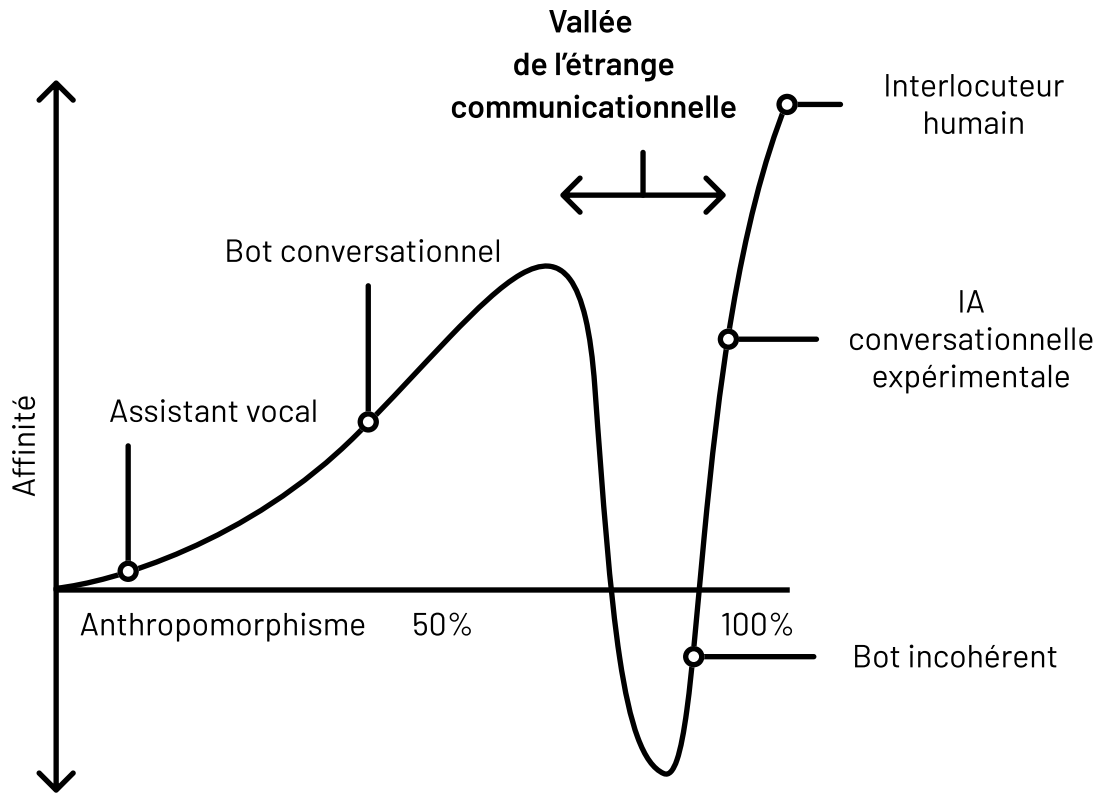 Vallée
de l’étrange
communicationnelle
Interlocuteur
humain
Bot conversationnel
IA
conversationnelle
expérimentale
Assistant vocal
Affinité
Anthropomorphisme
50%
100%
Bot incohérent